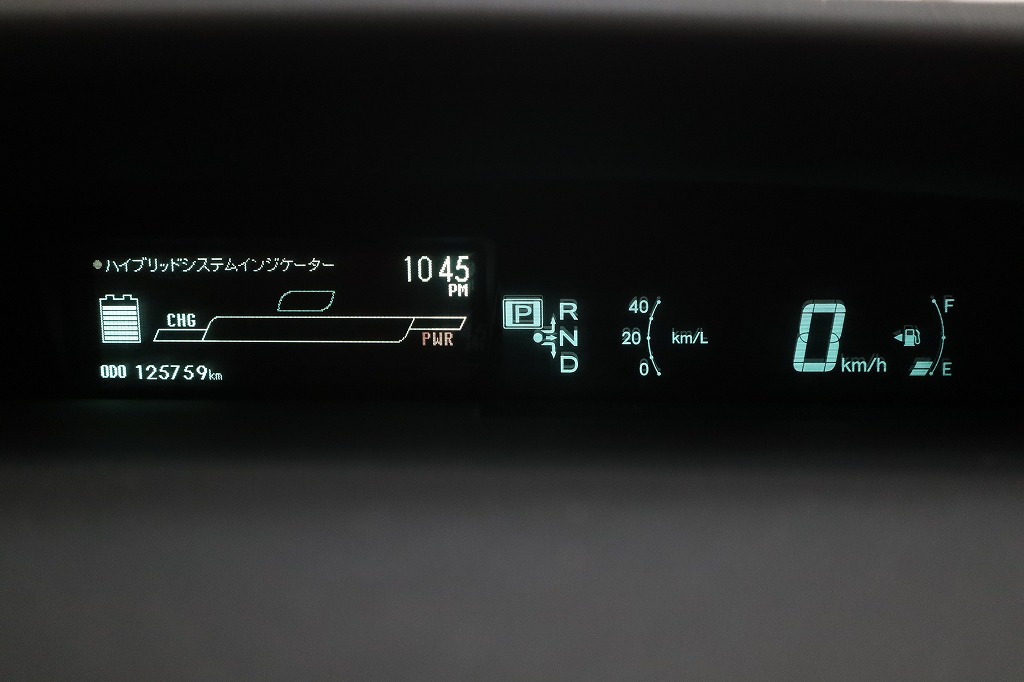 ●ハイブリッドシステムインジケーター
10 45
PM
CHG
PWR
ODO 125759km
P
R
N
D
40
20
0
km/L
0 km/h
F
E